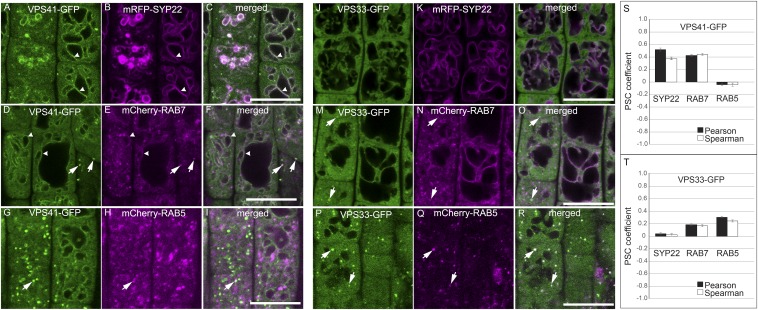 A VPS41-GFP
B mRFP-SYP22
C merged
D VPS41-GFP
E mCherry-RAB7
F merged
G VPS41-GFP
H mCherry-RAB5
I merged
J VPS33-GFP
K mRFP-SYP22
L merged
M VPS33-GFP
N mCherry-RAB7
O merged
P VPS33-GFP
Q mCherry-RAB5
R merged
S
VPS41-GFP
PSC coefficient
1.0
0.8
0.6
0.4
0.2
0
-0.2
-0.4
-0.6
-0.8
-1.0
SYP22 RAB7 RAB5
Pearson
Spearman
T
VPS33-GFP
PSC coefficient
1.0
0.8
0.6
0.4
0.2
0
-0.2
-0.4
-0.6
-0.8
-1.0
SYP22 RAB7 RAB5
Pearson
Spearman